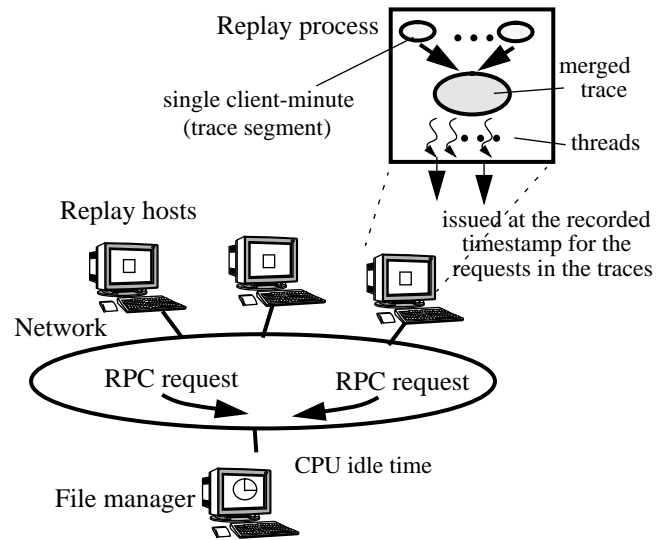 Replay process
single client-minute
(trace segment)
merged
trace
threads
Replay hosts
issued at the recorded
timestamp for the
requests in the traces
Network
RPC request
RPC request
CPU idle time
File manager